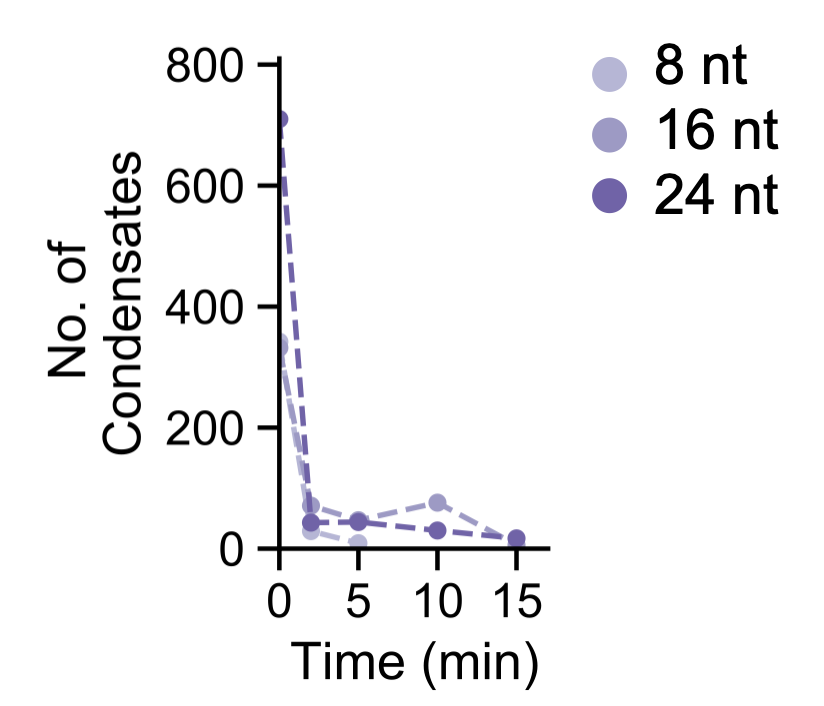 No. of
Condensates
800
600
400
200
0
0 5 10 15
Time (min)
8 nt
16 nt
24 nt